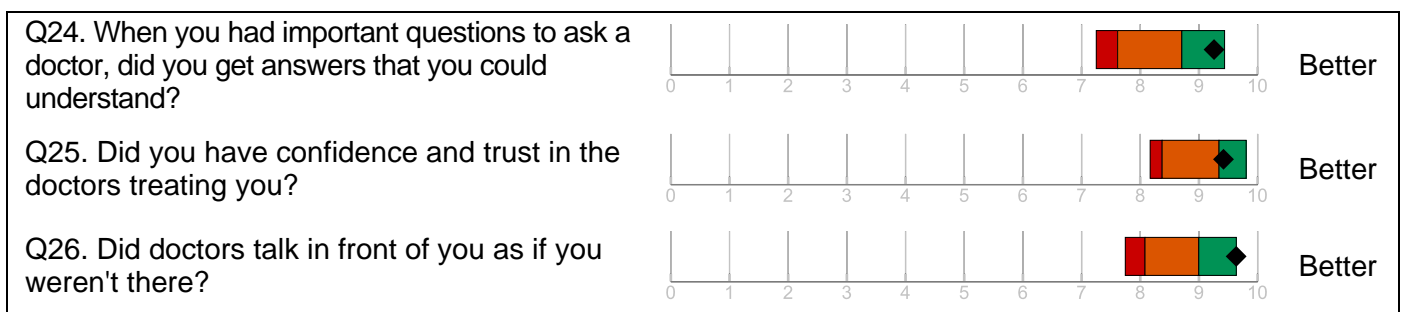 Q24. When you had important questions to ask a
doctor, did you get answers that you could
understand?
Better
0 1 2 3 4 5 6 7 8 9 10
Q25. Did you have confidence and trust in the
doctors treating you?
Better
0 1 2 3 4 5 6 7 8 9 10
Q26. Did doctors talk in front of you as if you
weren't there?
Better
0 1 2 3 4 5 6 7 8 9 10